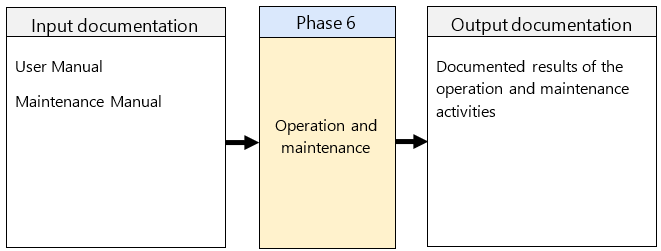 Input documentation
User Manual
Maintenance Manual
Phase 6
Operation and
maintenance
Output documentation
Documented results of the
operation and maintenance
activities